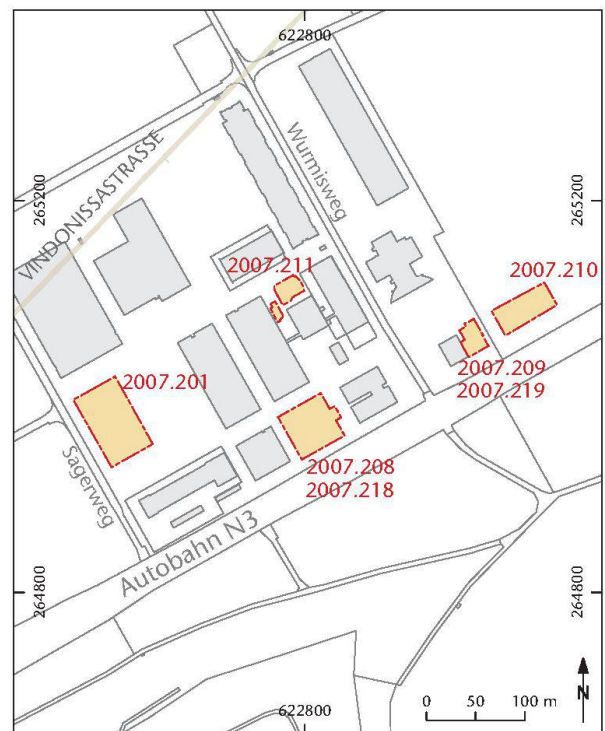 622800
Wurmisweg
VINDONISSASTRASSE
265200
265200
2007.211
2007.210
2007.201
2007.209
2007.219
Sagerweg
2007.208
2007.218
Autobahn N3
264800
264800
622800
0 50 100 m
N